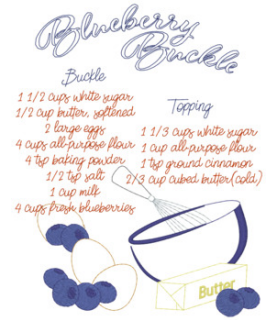 Blueberry
Buckle
Buckle
1 1/2 cups white sugar
1/2 cup butter, softened
2 large eggs
4 cups all-purpose flour
4 tsp baking powder
1/2 tsp salt
1 cup milk
4 cups fresh blueberries
Topping
1 1/3 cups white sugar
1 cup all-purpose flour
1 tsp ground cinnamon
2/3 cup cubed butter(cold)
Butter